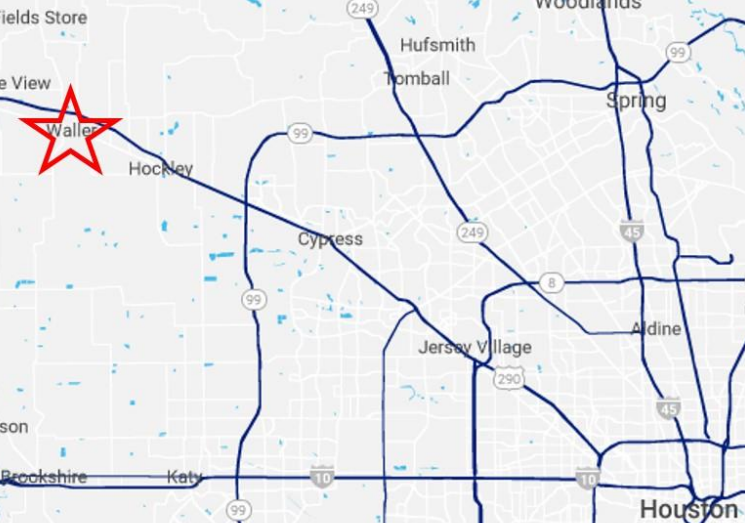 Woodlands
249
ields Store
Hufsmith
99
Tomball
e View
Spring
Waller
99
Hockley
249
45
Cypress
8
99
Aldine
Jersey Village
290
45
son
Brookshire
Katy
10
10
99
Houston